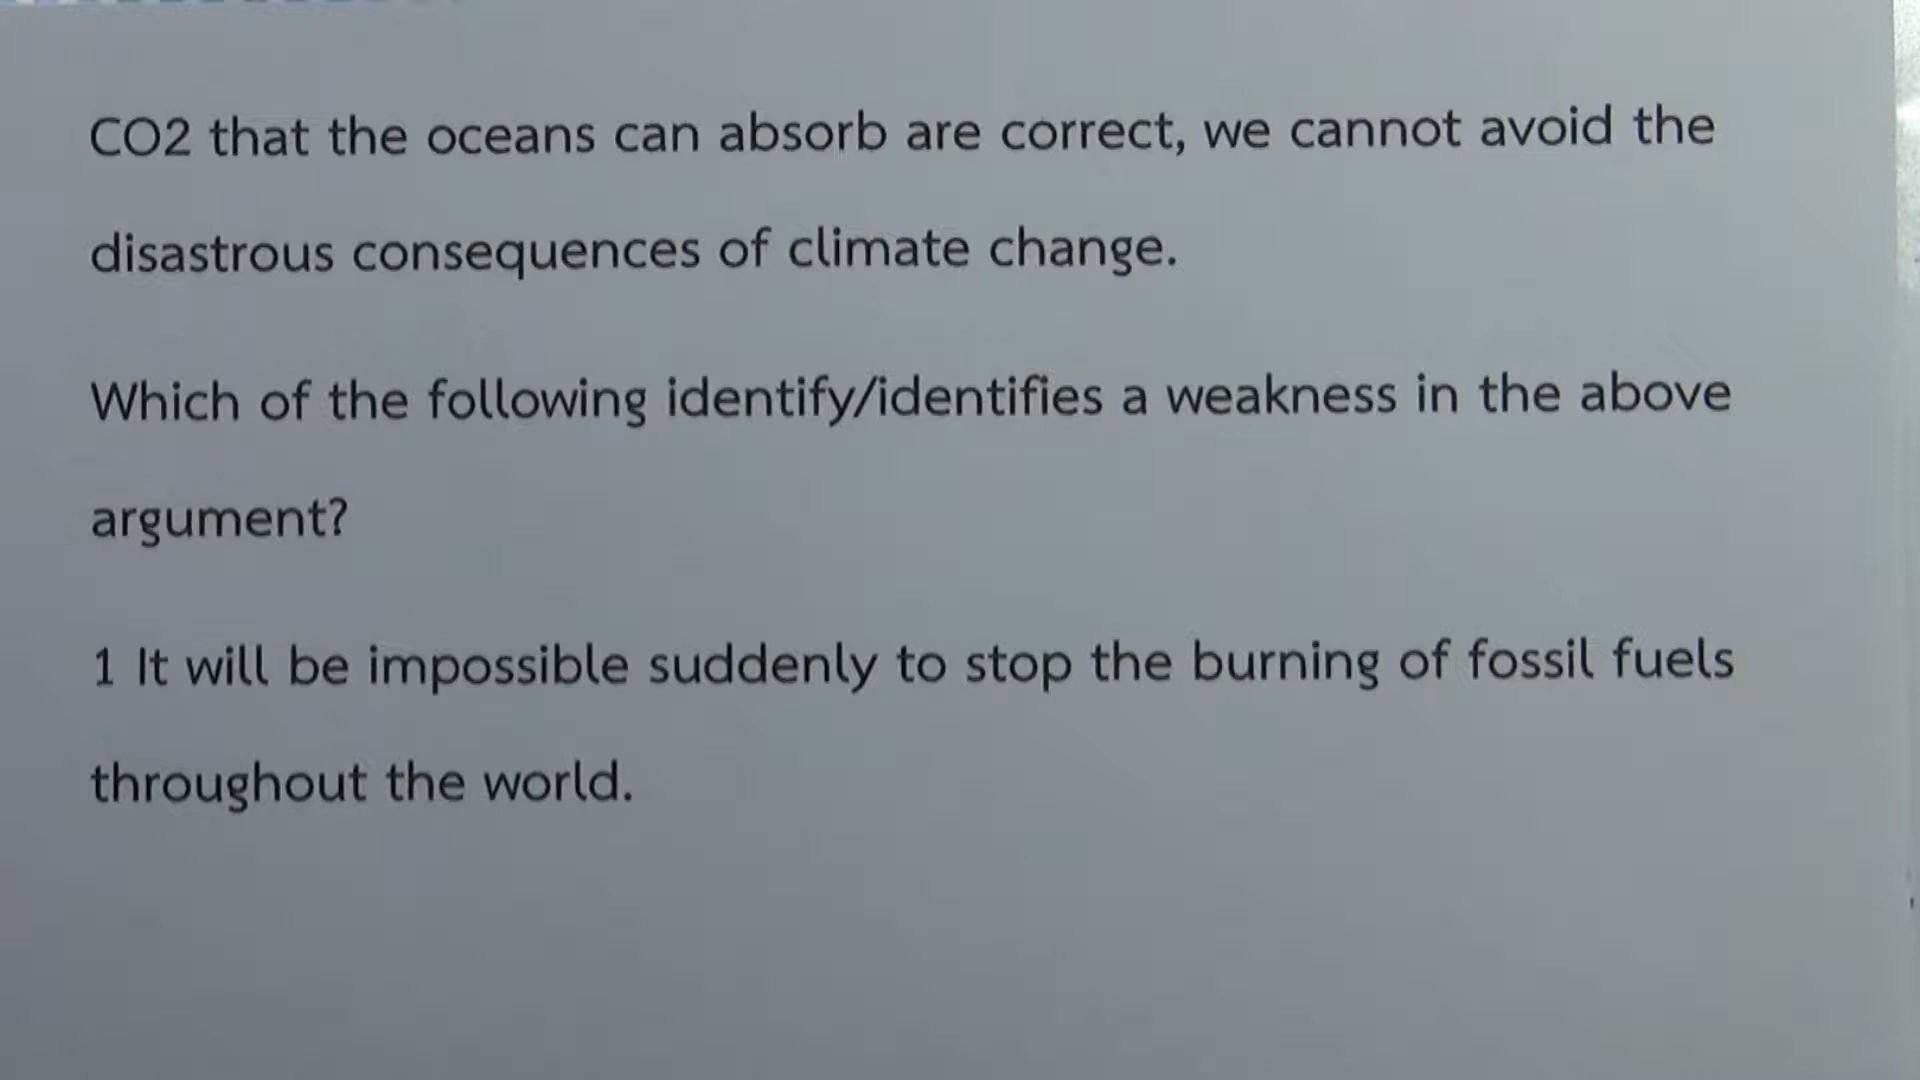 CO2 that the oceans can absorb are correct, we cannot avoid the
disastrous consequences of climate change.
Which of the following identify/identifies a weakness in the above
argument?
1 It will be impossible suddenly to stop the burning of fossil fuels
throughout the world.